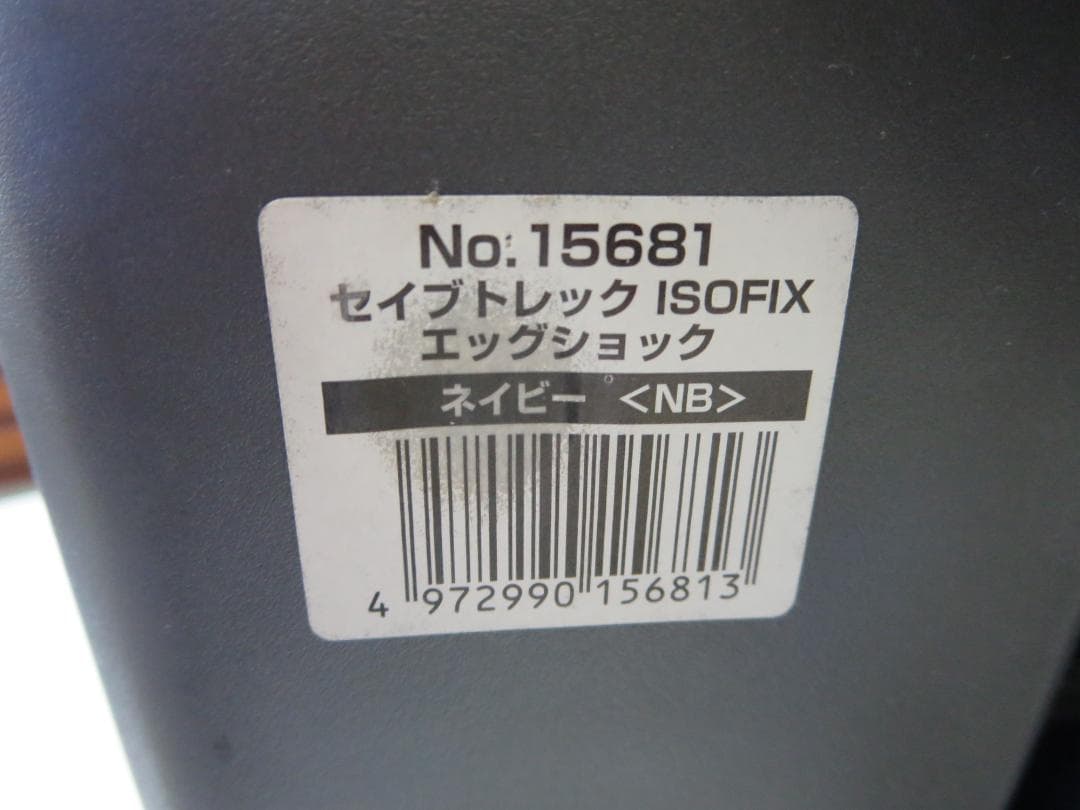 No. 15681
セイブトレック ISOFIX
エッグショック
ネイビー <NB>
4 972990 156813